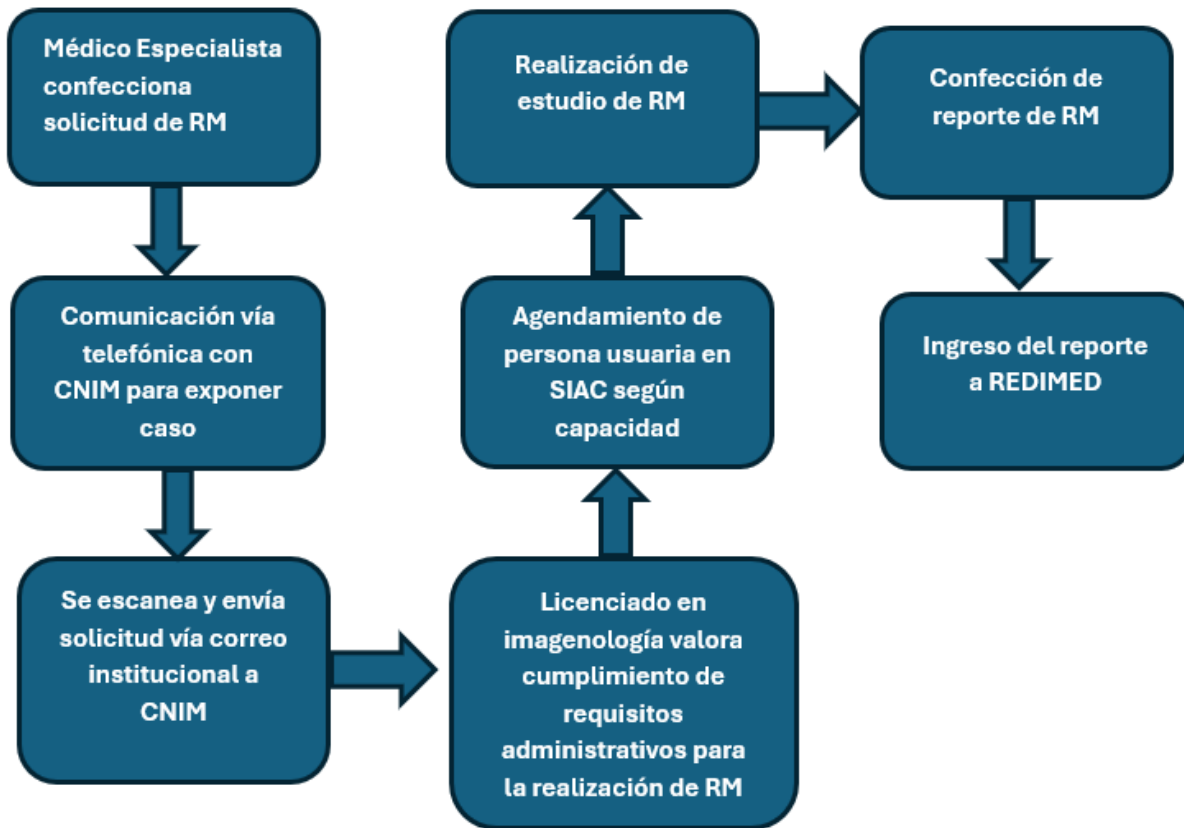 Médico Especialista
confecciona
solicitud de RM
Comunicación vía
telefónica con
CNIM para exponer
caso
Se escanea y envía
solicitud vía correo
institucional a
CNIM
Licenciado en
imagenología valora
cumplimiento de
requisitos
administrativos para
la realización de RM
Agendamiento de
persona usuaria en
SIAC según
capacidad
Realización de
estudio de RM
Confección de
reporte de RM
Ingreso del reporte
a REDIMED